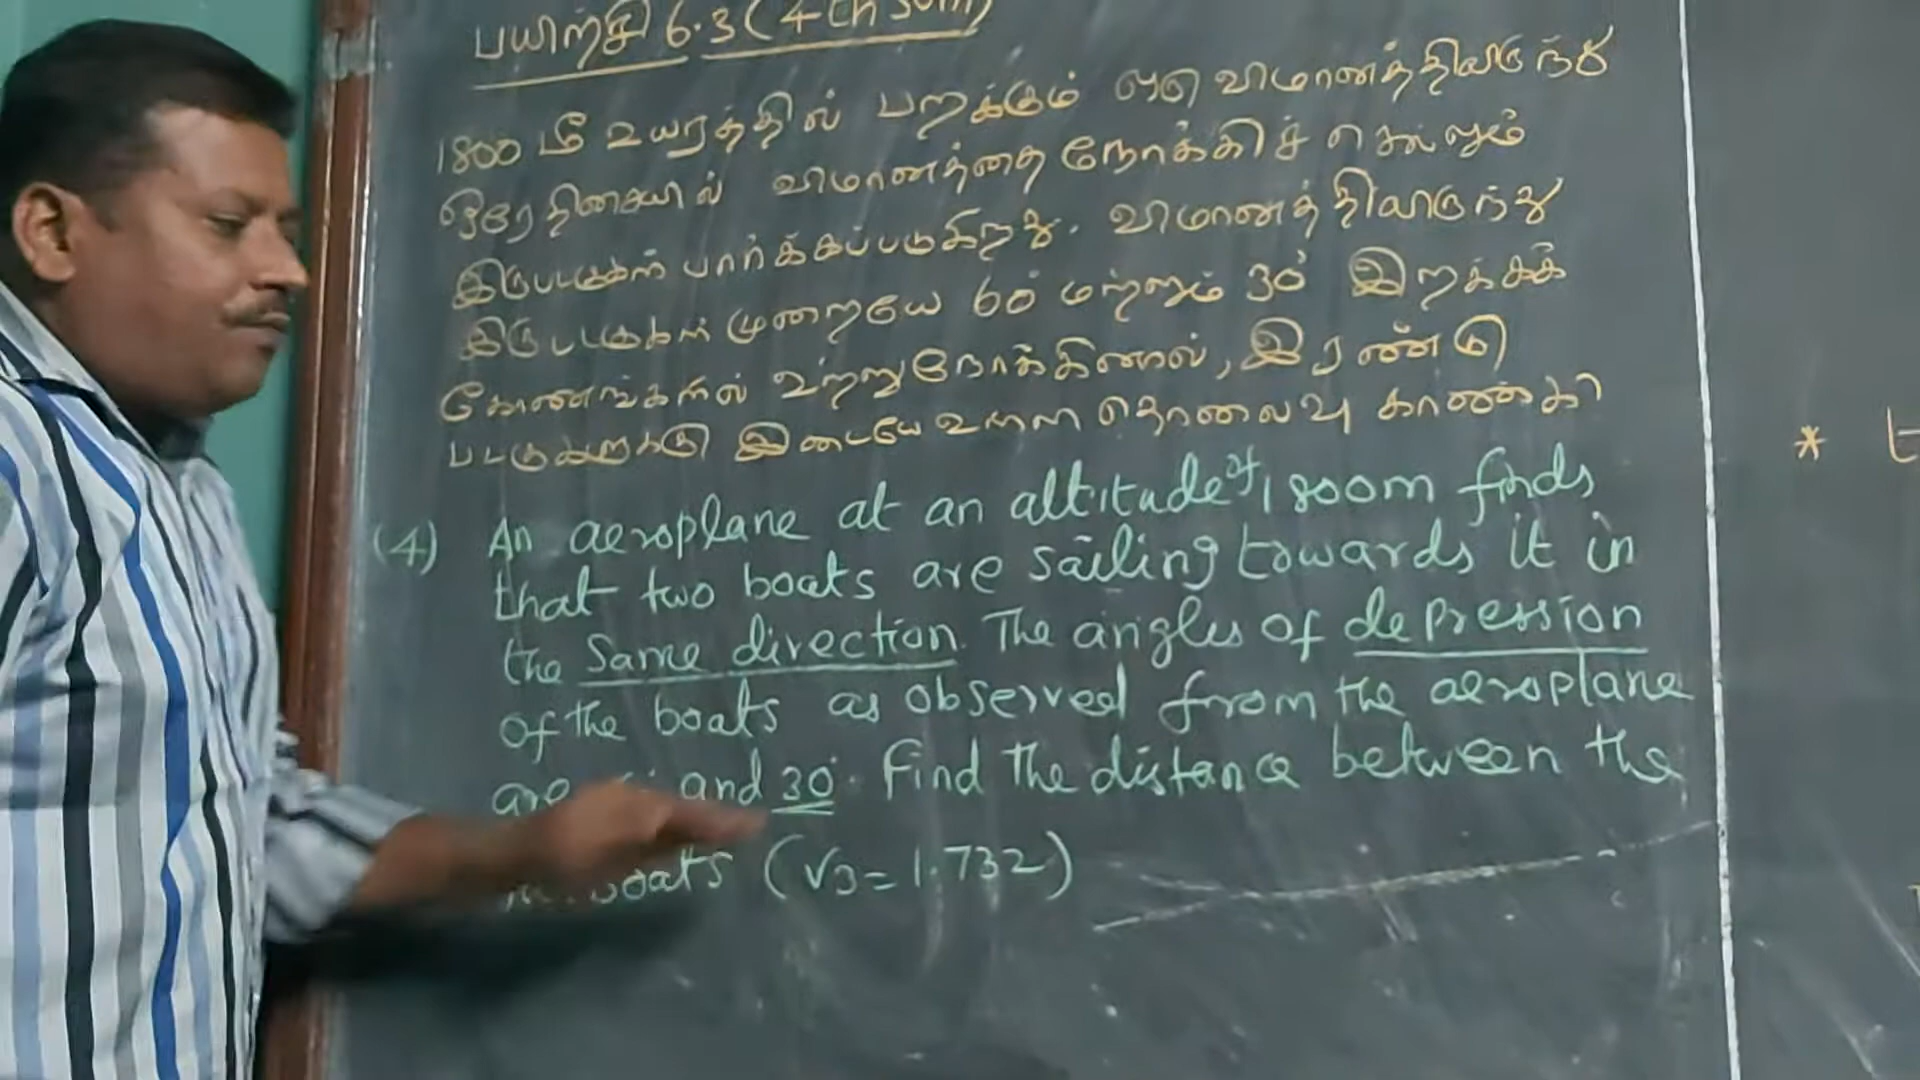 பயிற்சி 6.3 (4th sum)
1800 மீ உயரத்தில் பறக்கும் ஒரு விமானத்திலிருந்து
ஒரே திசையில் விமானத்தை நோக்கிச் செல்லும்
இருபடகுகள் பார்க்கப்படுகிறது. விமானத்திலிருந்து
இரு படகுகள் முறையே 60° மற்றும் 30° இறக்கக்
கோணங்களில் உற்றுநோக்கினால், இரண்டு
படகுகளுக்கு இடையே உள்ள தொலைவு காண்க
(4) An aeroplane at an altitude of 1800m finds
that two boats are sailing towards it in
the same direction. The angles of depression
of the boats as observed from the aeroplane
are and 30°. Find the distance between the
boats (√3 = 1.732)
*